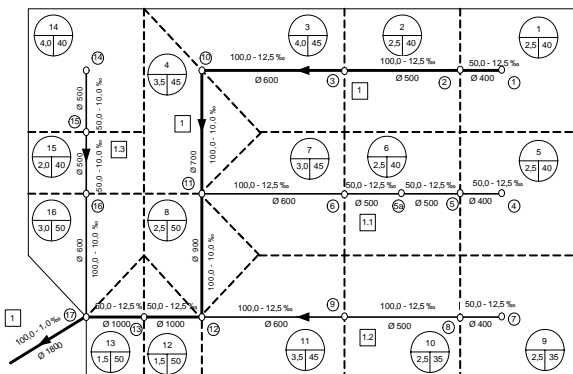 14
4,0 40
3
4,0 45
2
2,5 40
1
2,5 40
4
3,5 45
14
10
100,0 - 12,5 ‰
100,0 - 12,5 ‰
50,0 - 12,5 ‰
Ø 600
3
Ø 500
2
Ø 400
1
1
Ø 500
50,0 - 10,0 ‰
15
1
Ø 700
100,0 - 10,0 ‰
1.3
15
2,0 40
Ø 500
50,0 - 10,0 ‰
7
3,0 45
6
2,5 40
5
2,5 40
16
11
100,0 - 12,5 ‰
50,0 - 12,5 ‰
50,0 - 12,5 ‰
50,0 - 12,5 ‰
Ø 600
6
Ø 500
5a
Ø 500
5
Ø 400
4
1.1
16
3,0 50
8
2,5 50
Ø 600
100,0 - 10,0 ‰
Ø 900
100,0 - 10,0 ‰
17
50,0 - 12,5 ‰
50,0 - 12,5 ‰
100,0 - 12,5 ‰
9
100,0 - 12,5 ‰
50,0 - 12,5 ‰
1
Ø 1000
13
Ø 1000
12
Ø 600
Ø 500
8
Ø 400
7
100,0 - 1,0 ‰
Ø 1800
1.2
13
1,5 50
12
1,5 50
11
3,5 45
10
2,5 35
9
2,5 35